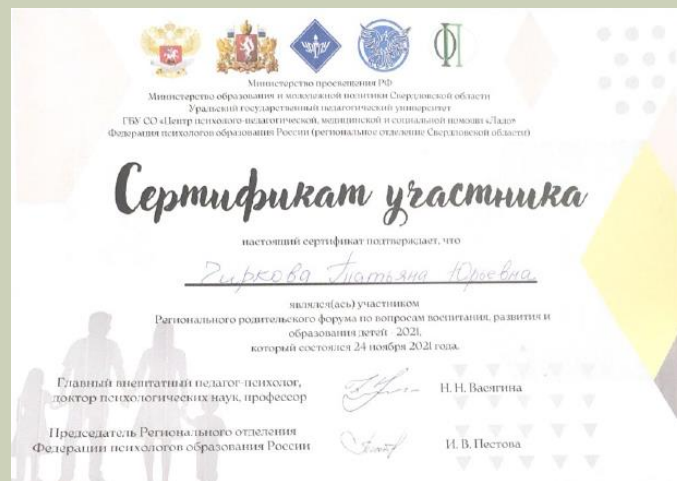 УрГПУ
Министерство просвещения РФ
Министерство образования и молодежной политики Свердловской области
Уральский государственный педагогический университет
ГБУ СО «Центр психолого-педагогической, медицинской и социальной помощи «Ладо»
Федерация психологов образования России (региональное отделение Свердловской области)
Сертификат участника
настоящий сертификат подтверждает, что
Чиркова Татьяна Юрьевна
являлся(ась) участником
Регионального родительского форума по вопросам воспитания, развития и
образования детей - 2021,
который состоялся 24 ноября 2021 года.
Главный внештатный педагог-психолог,
доктор психологических наук, профессор
Н. Н. Васягина
Председатель Регионального отделения
Федерации психологов образования России
И. В. Пестова